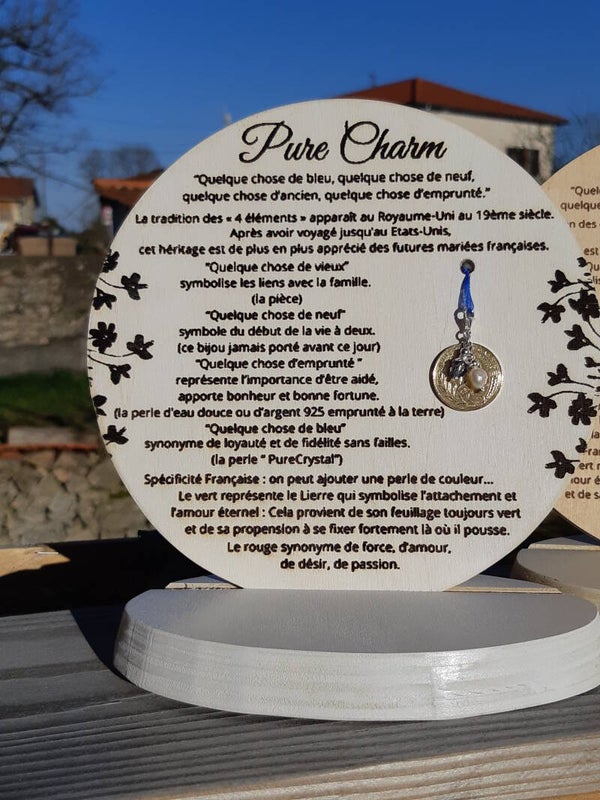 Pure Charm
"Quelque chose de bleu, quelque chose de neuf,
quelque chose d'ancien, quelque chose d'emprunté."
La tradition des « 4 éléments » apparaît au Royaume-Uni au 19ème siècle.
Après avoir voyagé jusqu'au Etats-Unis,
cet héritage est de plus en plus apprécié des futures mariées françaises.
"Quelque chose de vieux"
symbolise les liens avec la famille.
(la pièce)
"Quelque chose de neuf"
symbole du début de la vie à deux.
(ce bijou jamais porté avant ce jour)
"Quelque chose d'emprunté "
représente l'importance d'être aidé,
apporte bonheur et bonne fortune.
(la perle d'eau douce ou d'argent 925 emprunté à la terre)
"Quelque chose de bleu"
synonyme de loyauté et de fidélité sans failles.
(la perle " PureCrystal")
Spécificité Française : on peut ajouter une perle de couleur...
Le vert représente le Lierre qui symbolise l'attachement et
l'amour éternel : Cela provient de son feuillage toujours vert
et de sa propension à se fixer fortement là où il pousse.
Le rouge synonyme de force, d'amour,
de désir, de passion.